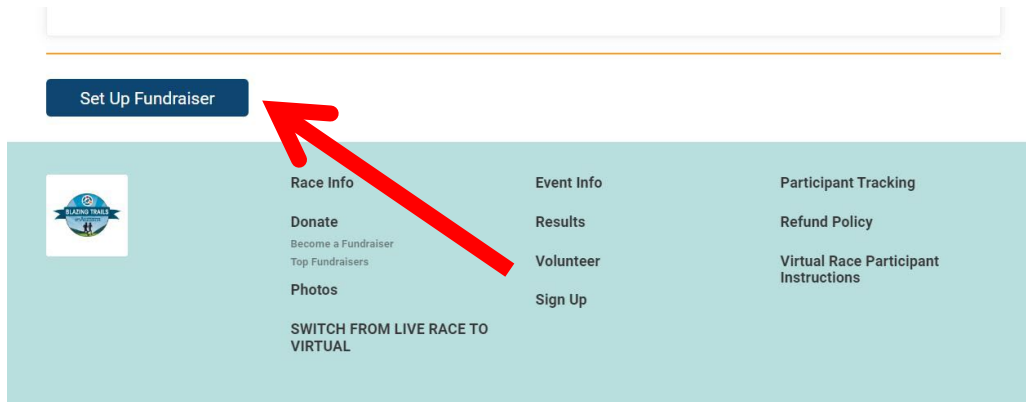 Set Up Fundraiser
BLAZING TRAILS
Race Info
Donate
Become a Fundraiser
Top Fundraisers
Photos
SWITCH FROM LIVE RACE TO
VIRTUAL
Event Info
Results
Volunteer
Sign Up
Participant Tracking
Refund Policy
Virtual Race Participant
Instructions